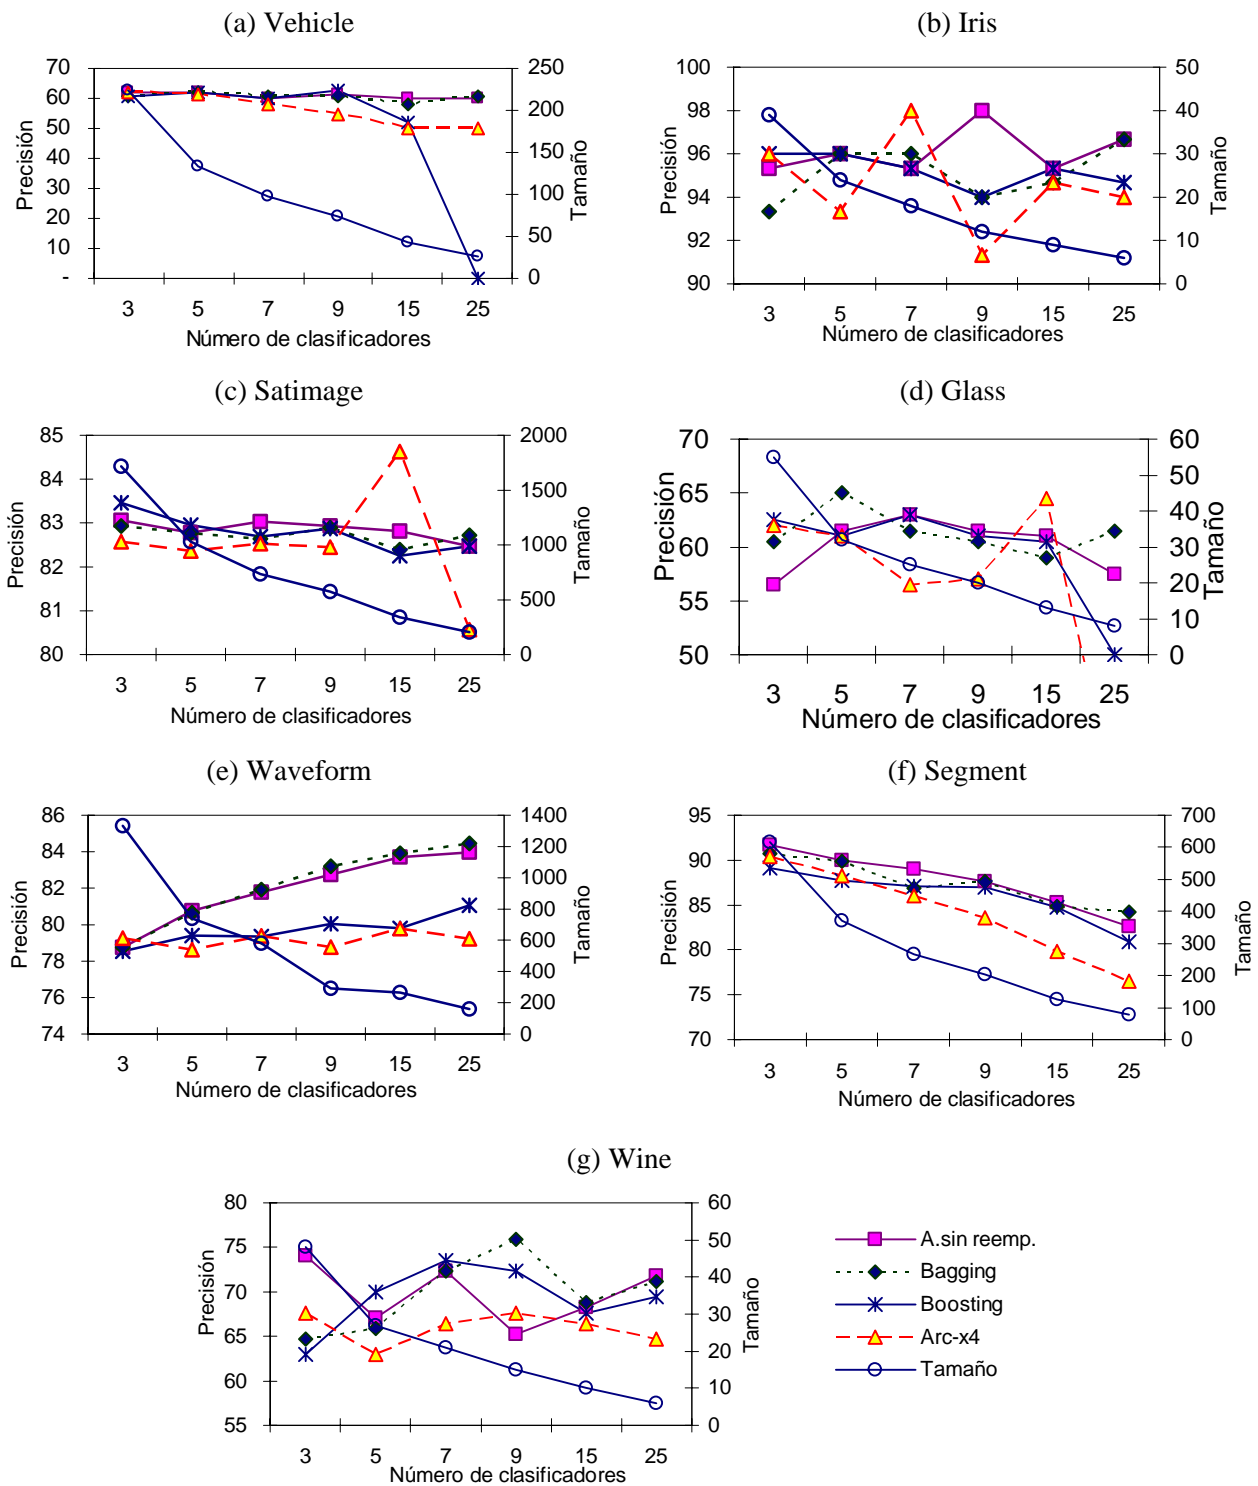 (a) Vehicle
70
60
50
40
30
20
10
-
250
200
150
100
50
0
Precisión
Tamaño
3 5 7 9 15 25
Número de clasificadores
(b) Iris
100
98
96
94
92
90
50
40
30
20
10
0
Precisión
Tamaño
3 5 7 9 15 25
Número de clasificadores
(c) Satimage
85
84
83
82
81
80
2000
1500
1000
500
0
Precisión
Tamaño
3 5 7 9 15 25
Número de clasificadores
(d) Glass
70
65
60
55
50
60
50
40
30
20
10
0
Precisión
Tamaño
3 5 7 9 15 25
Número de clasificadores
(e) Waveform
86
84
82
80
78
76
74
1400
1200
1000
800
600
400
200
0
Precisión
Tamaño
3 5 7 9 15 25
Número de clasificadores
(f) Segment
95
90
85
80
75
70
700
600
500
400
300
200
100
0
Precisión
Tamaño
3 5 7 9 15 25
Número de clasificadores
(g) Wine
80
75
70
65
60
55
60
50
40
30
20
10
0
Precisión
Tamaño
3 5 7 9 15 25
Número de clasificadores
A.sin reemp.
Bagging
Boosting
Arc-x4
Tamaño